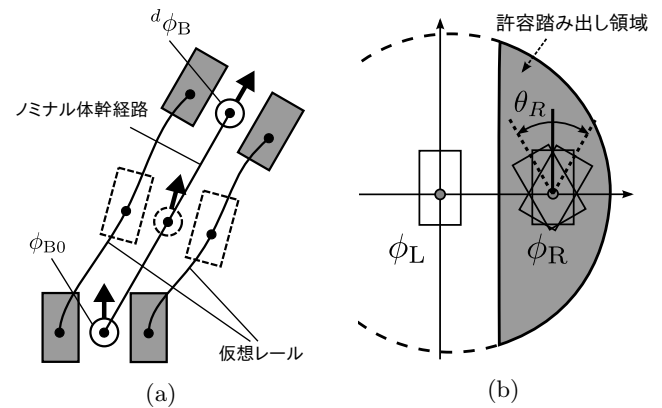 ᵈϕ_B
ノミナル体幹経路
ϕ_B0
仮想レール
(a)
許容踏み出し領域
θ_R
ϕ_L
ϕ_R
(b)